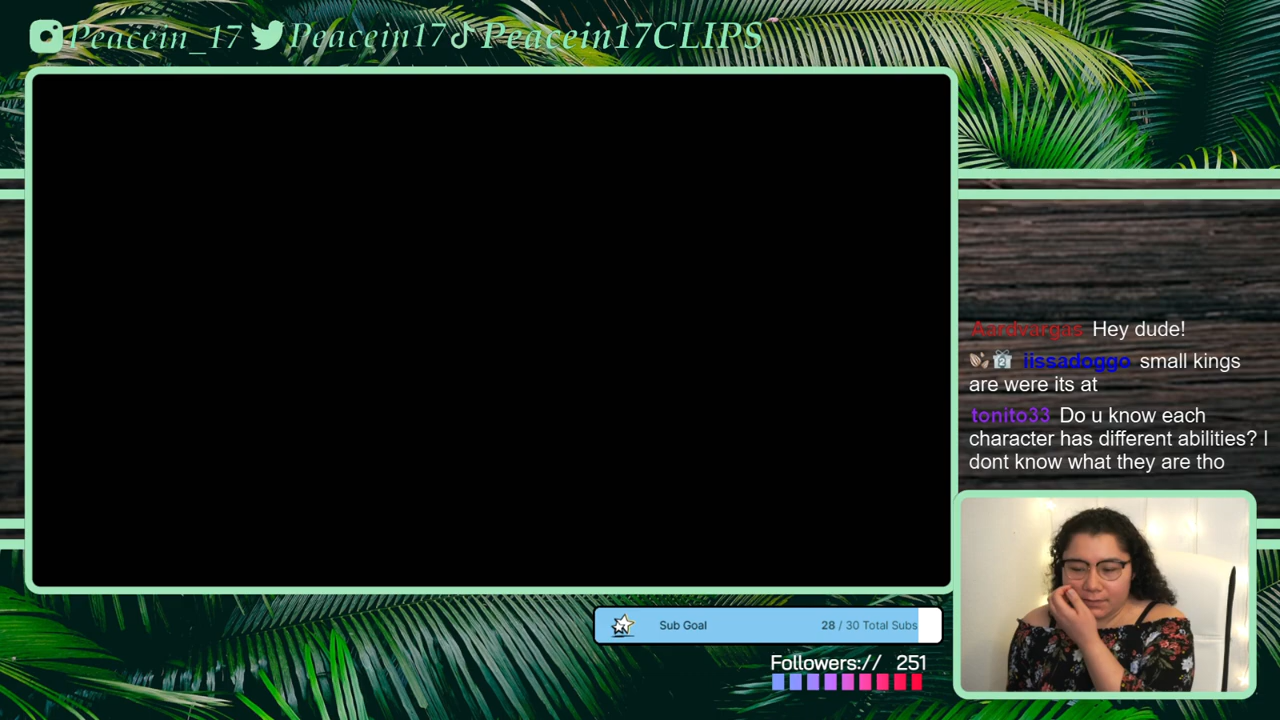 Peacein_17 Peacein17 Peacein17CLIPS
Aardvargas Hey dude!
iissadoggo small kings
are were its at
tonito33 Do u know each
character has different abilities? I
dont know what they are tho
Sub Goal 28 / 30 Total Subs
Followers:// 251